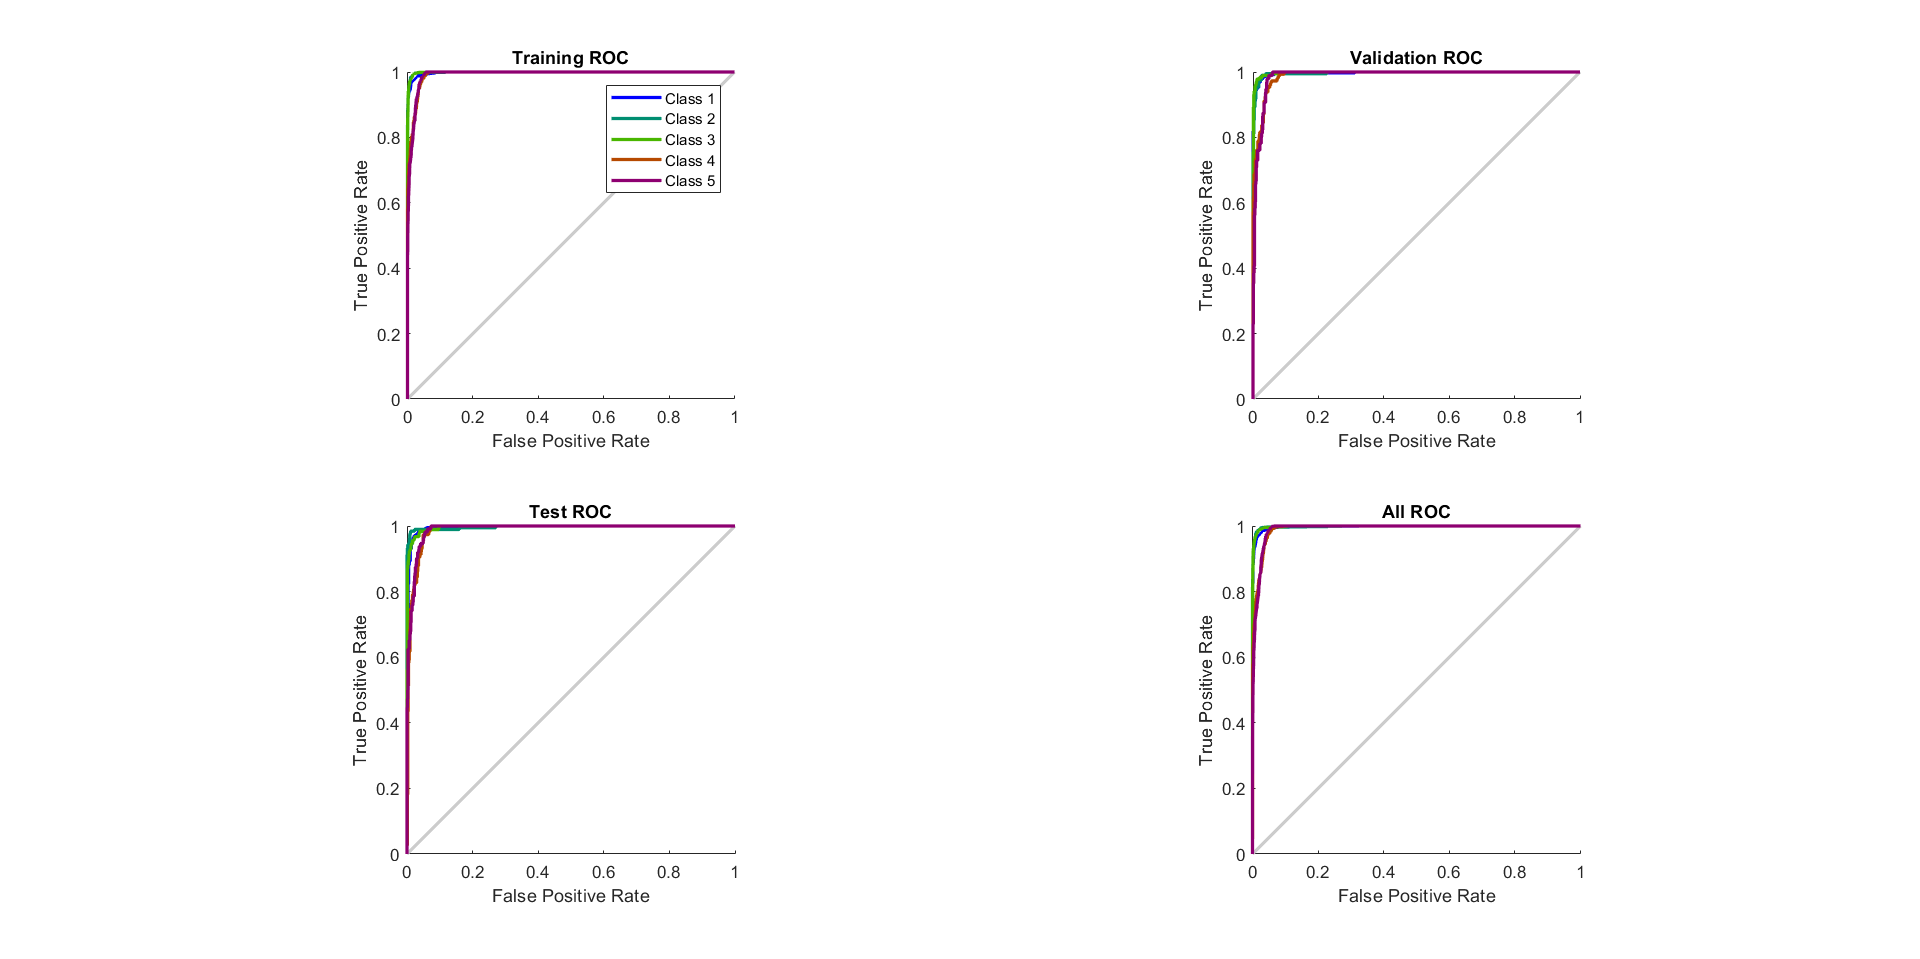 Training ROC
1
0.8
0.6
0.4
0.2
0
True Positive Rate
Class 1
Class 2
Class 3
Class 4
Class 5
0 0.2 0.4 0.6 0.8 1
False Positive Rate
Validation ROC
1
0.8
0.6
0.4
0.2
0
True Positive Rate
0 0.2 0.4 0.6 0.8 1
False Positive Rate
Test ROC
1
0.8
0.6
0.4
0.2
0
True Positive Rate
0 0.2 0.4 0.6 0.8 1
False Positive Rate
All ROC
1
0.8
0.6
0.4
0.2
0
True Positive Rate
0 0.2 0.4 0.6 0.8 1
False Positive Rate